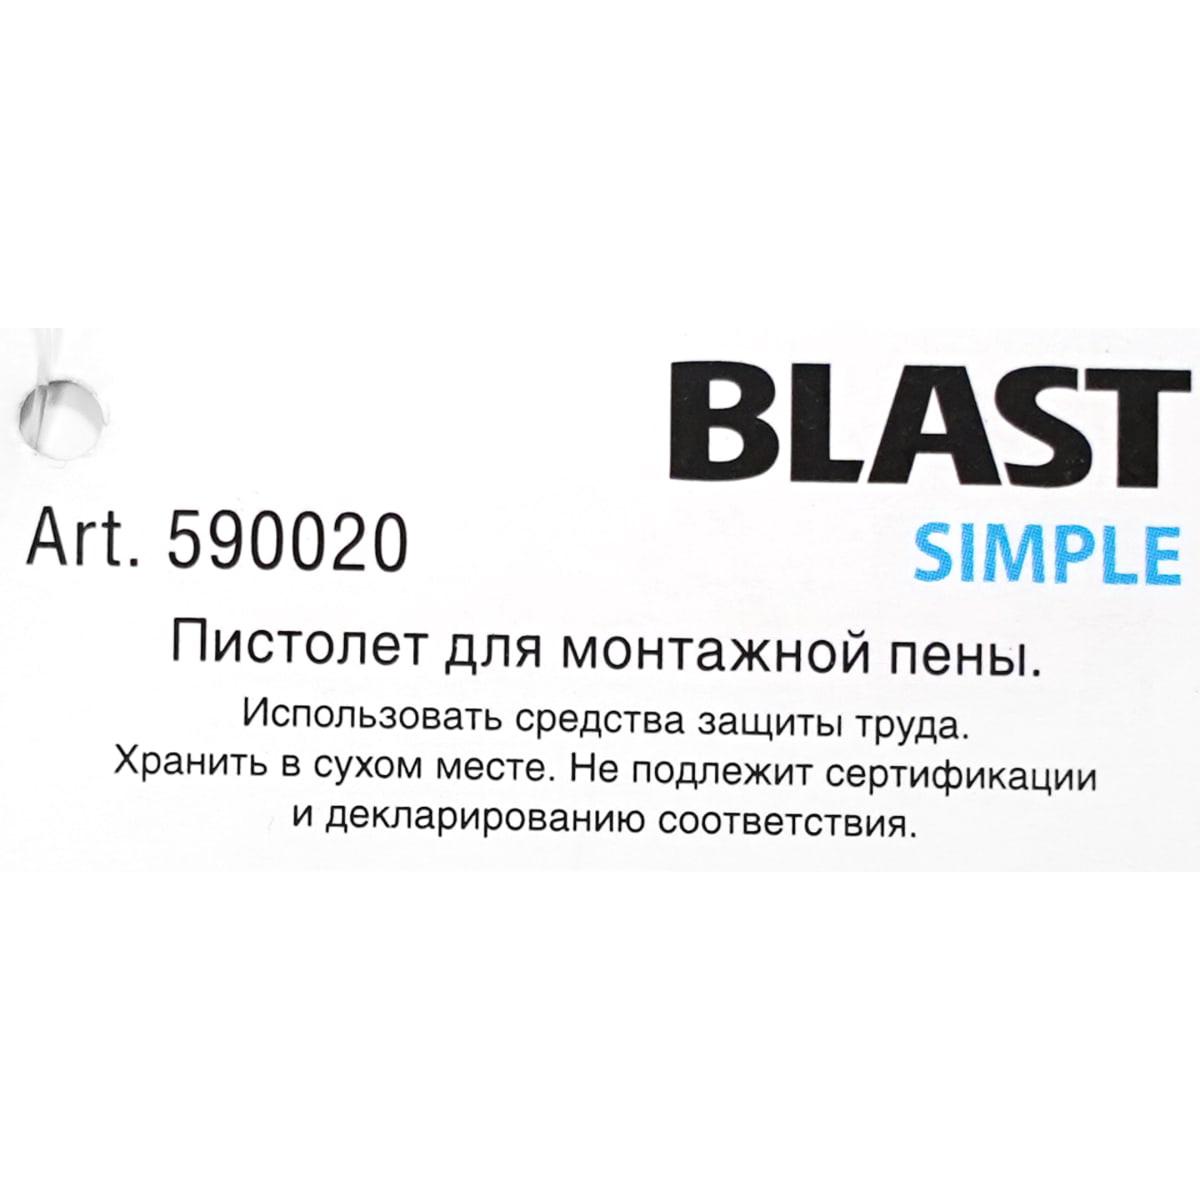 BLAST
SIMPLE
Art. 590020
Пистолет для монтажной пены.
Использовать средства защиты труда.
Хранить в сухом месте. Не подлежит сертификации
и декларированию соответствия.